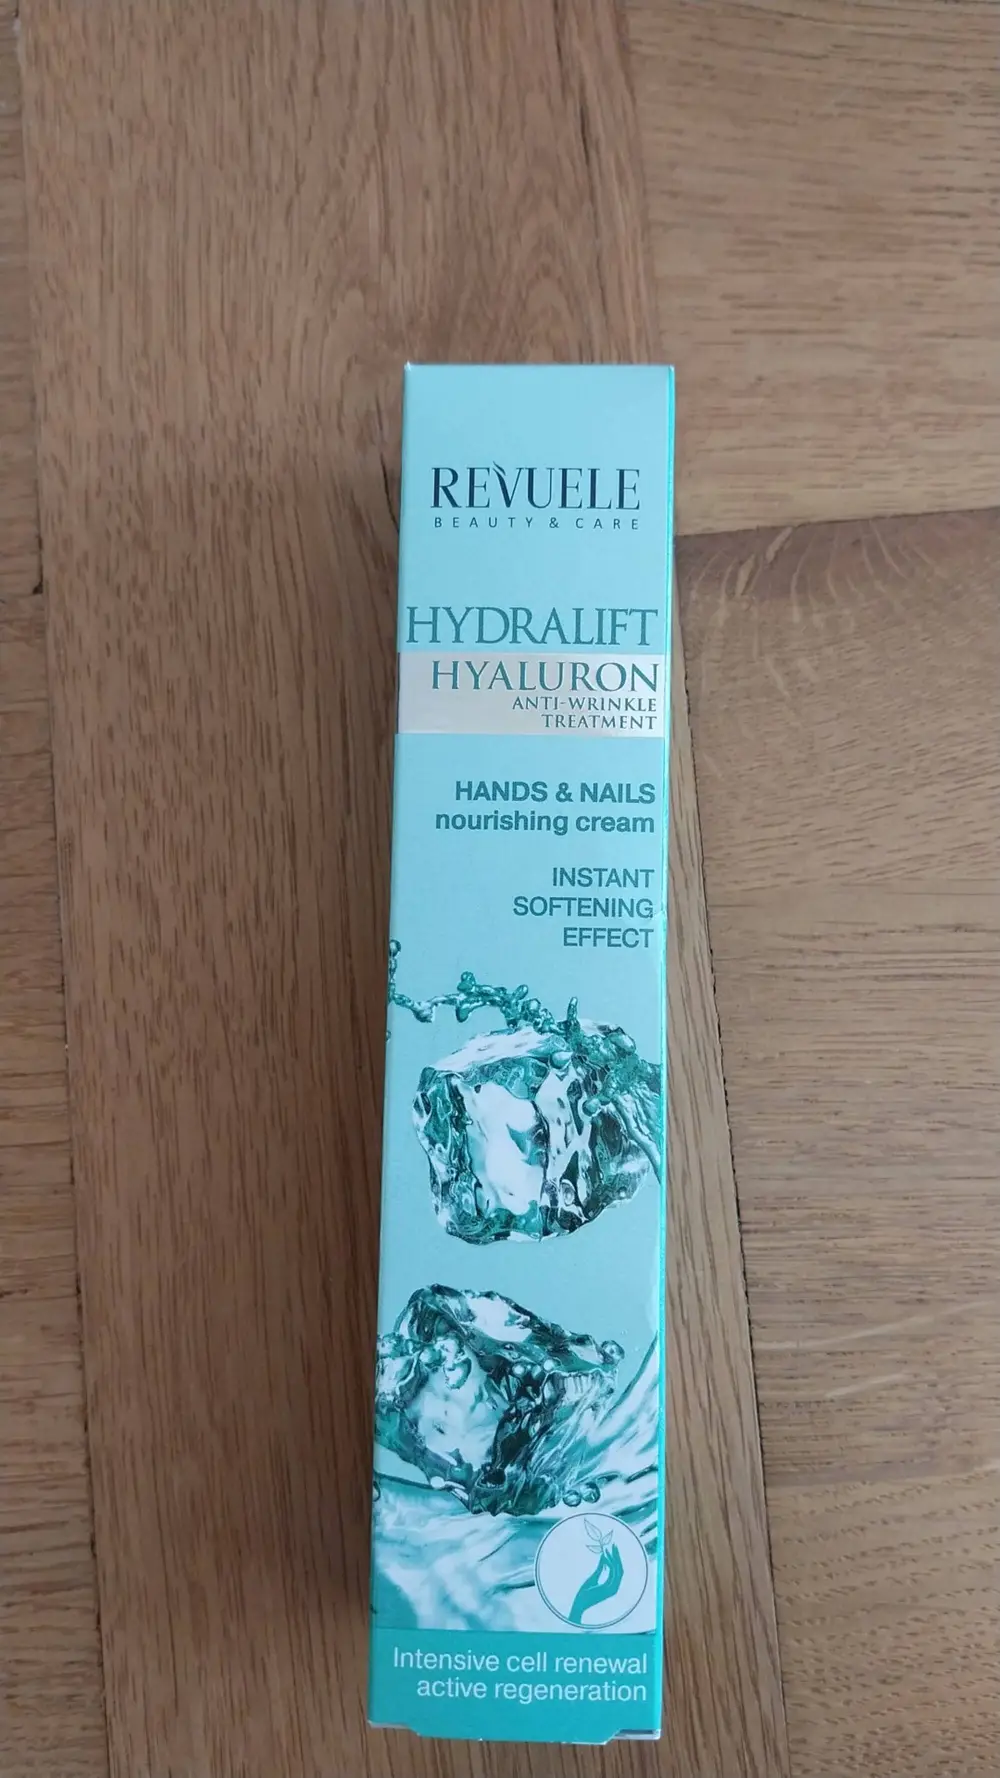 REVUELE
BEAUTY & CARE
HYDRALIFT
HYALURON
ANTI-WRINKLE
TREATMENT
HANDS & NAILS
nourishing cream
INSTANT
SOFTENING
EFFECT
Intensive cell renewal
active regeneration